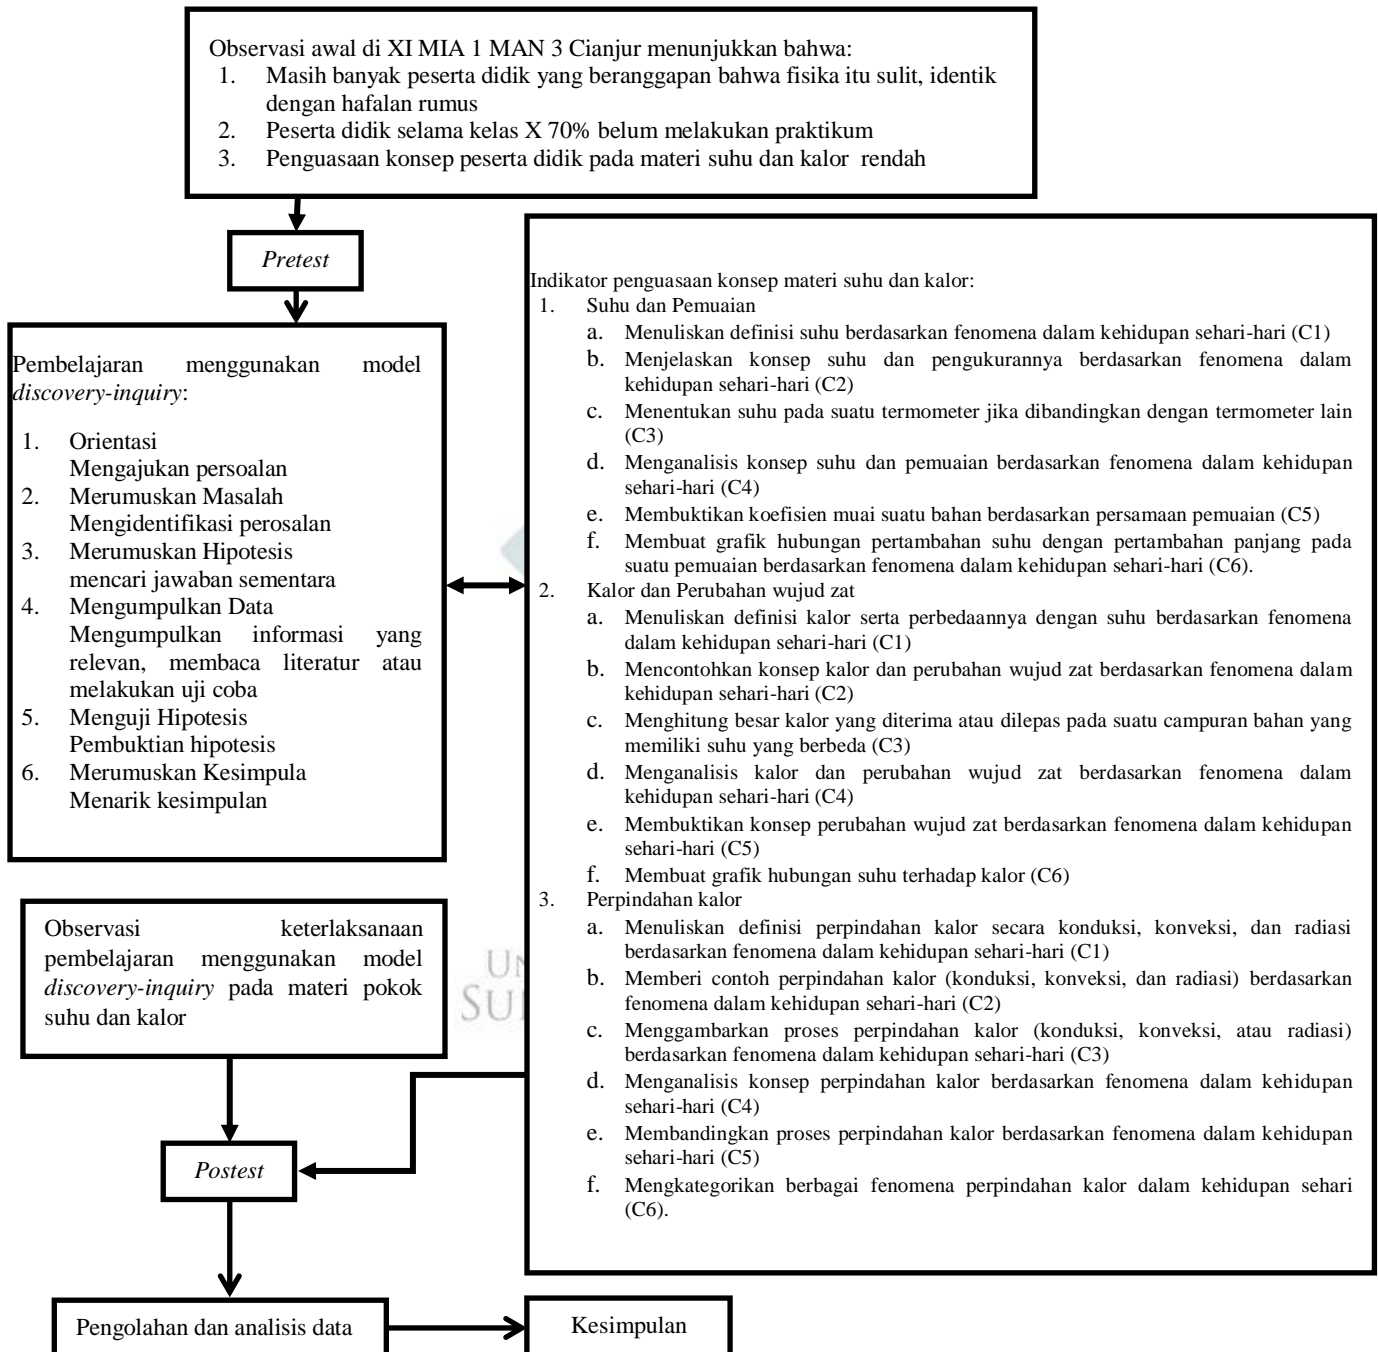 Observasi awal di XI MIA 1 MAN 3 Cianjur menunjukkan bahwa:
1. Masih banyak peserta didik yang beranggapan bahwa fisika itu sulit, identik
dengan hafalan rumus
2. Peserta didik selama kelas X 70% belum melakukan praktikum
3. Penguasaan konsep peserta didik pada materi suhu dan kalor rendah
Pretest
Pembelajaran menggunakan model
discovery-inquiry:
1. Orientasi
Mengajukan persoalan
2. Merumuskan Masalah
Mengidentifikasi perosalan
3. Merumuskan Hipotesis
mencari jawaban sementara
4. Mengumpulkan Data
Mengumpulkan informasi yang
relevan, membaca literatur atau
melakukan uji coba
5. Menguji Hipotesis
Pembuktian hipotesis
6. Merumuskan Kesimpula
Menarik kesimpulan
Indikator penguasaan konsep materi suhu dan kalor:
1. Suhu dan Pemuaian
a. Menuliskan definisi suhu berdasarkan fenomena dalam kehidupan sehari-hari (C1)
b. Menjelaskan konsep suhu dan pengukurannya berdasarkan fenomena dalam
kehidupan sehari-hari (C2)
c. Menentukan suhu pada suatu termometer jika dibandingkan dengan termometer lain
(C3)
d. Menganalisis konsep suhu dan pemuaian berdasarkan fenomena dalam kehidupan
sehari-hari (C4)
e. Membuktikan koefisien muai suatu bahan berdasarkan persamaan pemuaian (C5)
f. Membuat grafik hubungan pertambahan suhu dengan pertambahan panjang pada
suatu pemuaian berdasarkan fenomena dalam kehidupan sehari-hari (C6).
2. Kalor dan Perubahan wujud zat
a. Menuliskan definisi kalor serta perbedaannya dengan suhu berdasarkan fenomena
dalam kehidupan sehari-hari (C1)
b. Mencontohkan konsep kalor dan perubahan wujud zat berdasarkan fenomena dalam
kehidupan sehari-hari (C2)
c. Menghitung besar kalor yang diterima atau dilepas pada suatu campuran bahan yang
memiliki suhu yang berbeda (C3)
d. Menganalisis kalor dan perubahan wujud zat berdasarkan fenomena dalam
kehidupan sehari-hari (C4)
e. Membuktikan konsep perubahan wujud zat berdasarkan fenomena dalam kehidupan
sehari-hari (C5)
f. Membuat grafik hubungan suhu terhadap kalor (C6)
3. Perpindahan kalor
a. Menuliskan definisi perpindahan kalor secara konduksi, konveksi, dan radiasi
berdasarkan fenomena dalam kehidupan sehari-hari (C1)
b. Memberi contoh perpindahan kalor (konduksi, konveksi, dan radiasi) berdasarkan
fenomena dalam kehidupan sehari-hari (C2)
c. Menggambarkan proses perpindahan kalor (konduksi, konveksi, atau radiasi)
berdasarkan fenomena dalam kehidupan sehari-hari (C3)
d. Menganalisis konsep perpindahan kalor berdasarkan fenomena dalam kehidupan
sehari-hari (C4)
e. Membandingkan proses perpindahan kalor berdasarkan fenomena dalam kehidupan
sehari-hari (C5)
f. Mengkategorikan berbagai fenomena perpindahan kalor dalam kehidupan sehari
(C6).
Observasi keterlaksanaan
pembelajaran menggunakan model
discovery-inquiry pada materi pokok
suhu dan kalor
Postest
Pengolahan dan analisis data
Kesimpulan